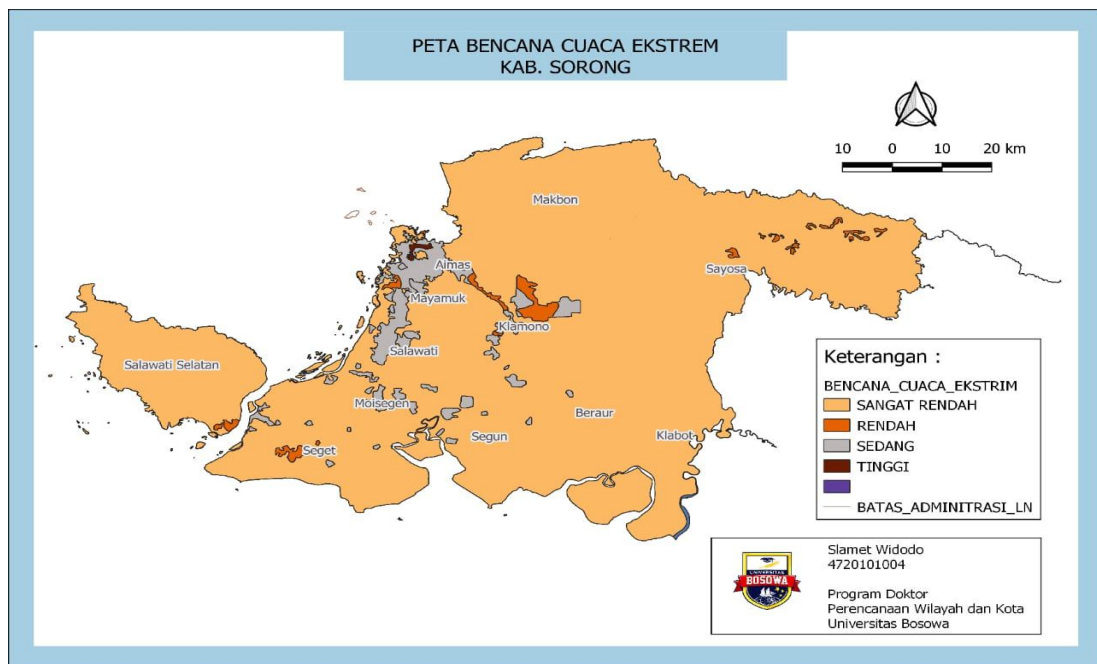 PETA BENCANA CUACA EKSTREM
KAB. SORONG
10 0 10 20 km
Makbon
Aimas
Sayosa
Mayamuk
Klamono
Salawati
Salawati Selatan
Moisegen
Beraur
Segun
Klabot
Seget
Keterangan :
BENCANA_CUACA_EKSTRIM
SANGAT RENDAH
RENDAH
SEDANG
TINGGI
BATAS_ADMINITRASI_LN
UNIVERSITAS
BOSOWA
Slamet Widodo
4720101004
Program Doktor
Perencanaan Wilayah dan Kota
Universitas Bosowa